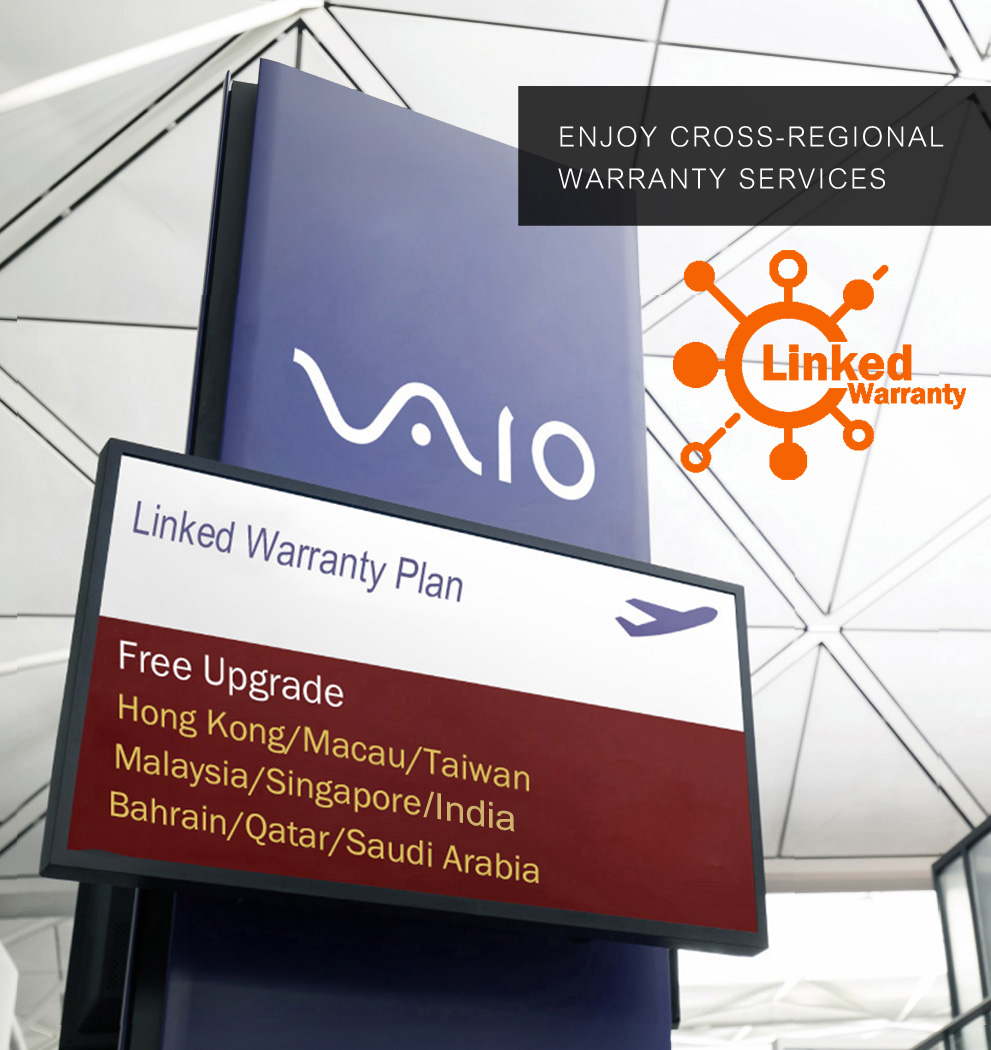 ENJOY CROSS-REGIONAL
WARRANTY SERVICES
Linked
Warranty
VAIO
Linked Warranty Plan
Free Upgrade
Hong Kong/Macau/Taiwan
Malaysia/Singapore/India
Bahrain/Qatar/Saudi Arabia